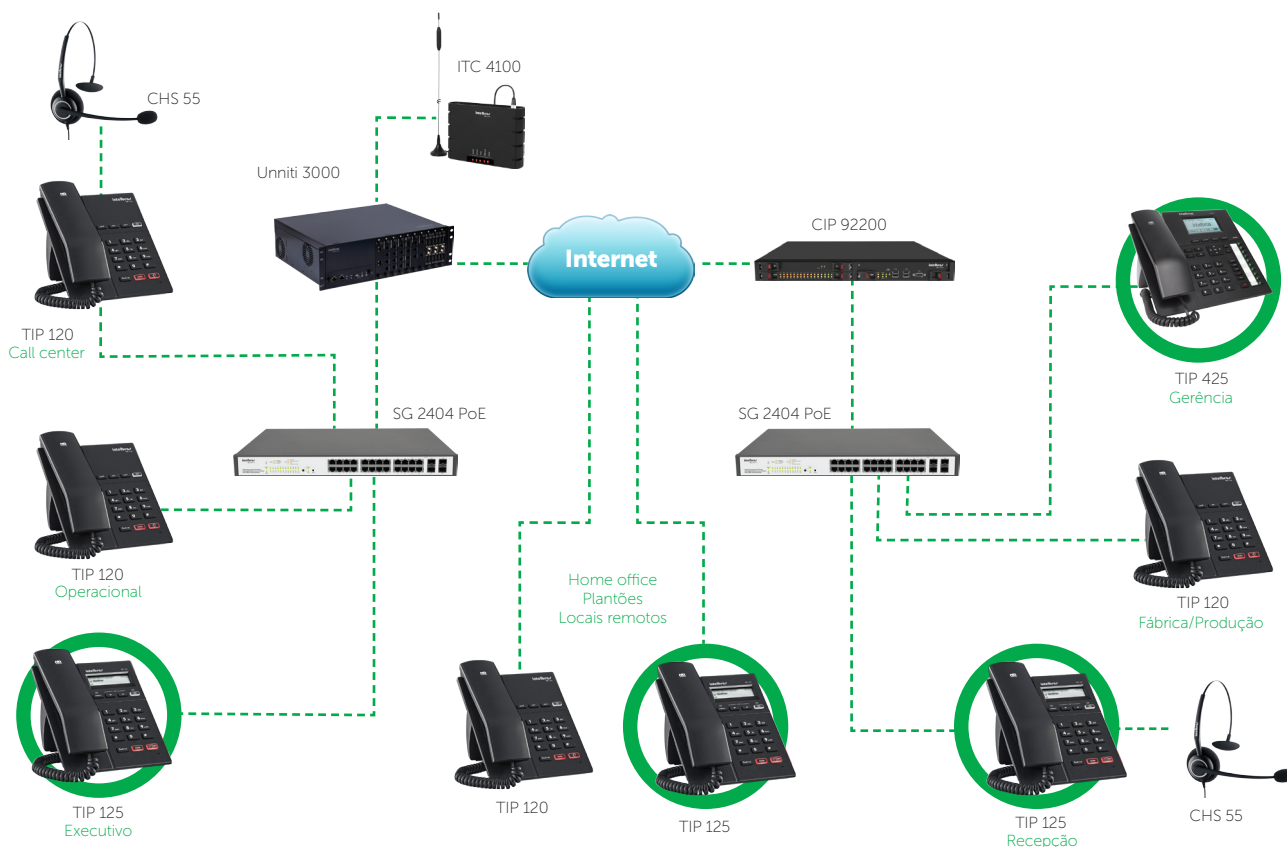 ITC 4100
CHS 55
Unniti 3000
CIP 92200
Internet
TIP 120
Call center
TIP 425
Gerência
SG 2404 PoE
SG 2404 PoE
TIP 120
Operacional
Home office
Plantões
Locais remotos
TIP 120
Fábrica/Produção
TIP 125
Executivo
TIP 120
TIP 125
TIP 125
Recepção
CHS 55